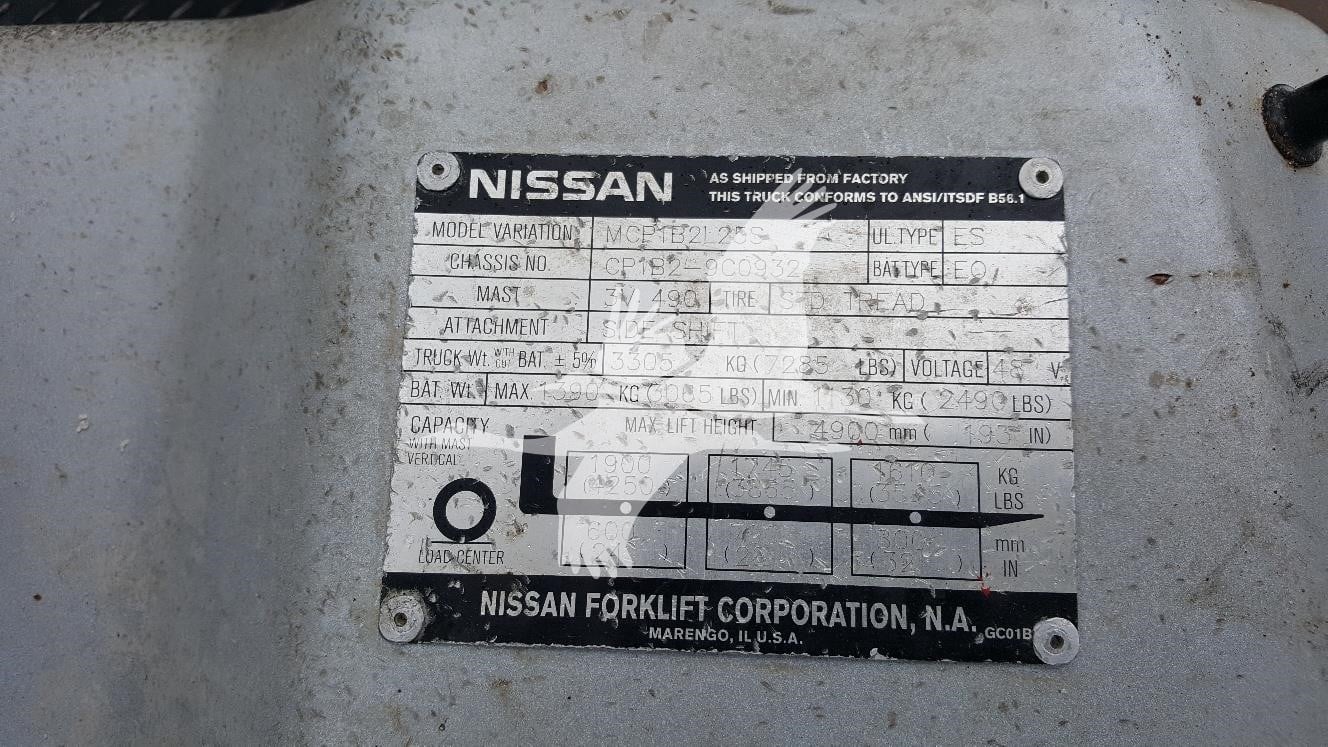 NISSAN AS SHIPPED FROM FACTORY
THIS TRUCK CONFORMS TO ANSI/ITSDF B56.1
MODEL VARIATION MCP1B2L25S UL.TYPE ES
CHASSIS NO. CP1B2-9C0932 BAT.TYPE EO
MAST 3V 490 TIRE S-D TREAD
ATTACHMENT SIDE SHIFT
TRUCK Wt. WITH BAT. ± 5% 3305 KG (7285 LBS) VOLTAGE 48 V
BAT. Wt. MAX. 1390 KG (3065 LBS) MIN. 1130 KG (2490 LBS)
CAPACITY MAX. LIFT HEIGHT 4900 mm ( 193 IN)
WITH MAST
VERTICAL
1900 1745 1610 KG
(4250) LBS
LOAD CENTER
600 mm
(24) IN
NISSAN FORKLIFT CORPORATION, N.A. GC01B
MARENGO, IL U.S.A.